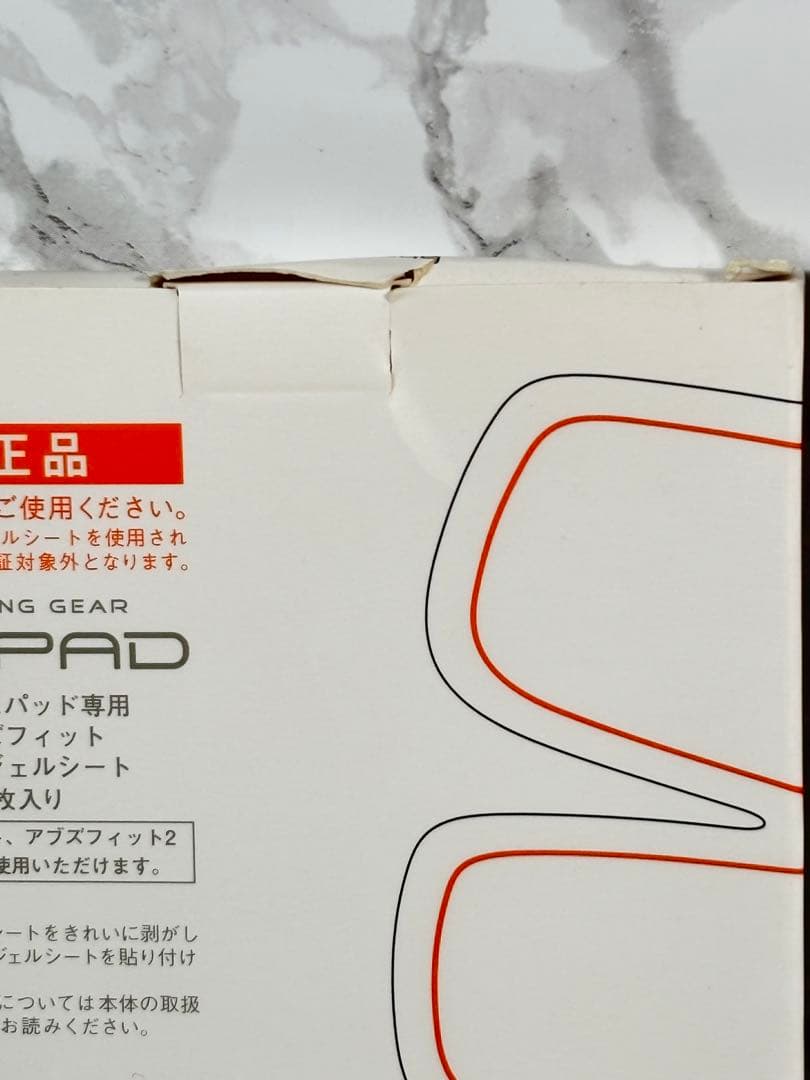 正品
ご使用ください。
ルシートを使用され
証対象外となります。
NG GEAR
PAD
パッド専用
フィット
ジェルシート
枚入り
、アブズフィット2
使用いただけます。
ートをきれいに剥がし
ジェルシートを貼り付け
については本体の取扱
お読みください。